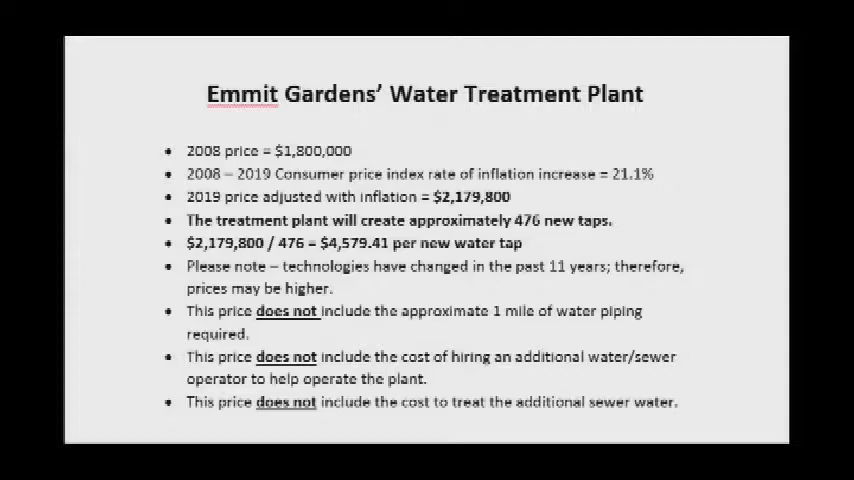 Emmit Gardens’ Water Treatment Plant
• 2008 price = $1,800,000
• 2008 – 2019 Consumer price index rate of inflation increase = 21.1%
• 2019 price adjusted with inflation = $2,179,800
• The treatment plant will create approximately 476 new taps.
• $2,179,800 / 476 = $4,579.41 per new water tap
• Please note – technologies have changed in the past 11 years; therefore,
prices may be higher.
• This price does not include the approximate 1 mile of water piping
required.
• This price does not include the cost of hiring an additional water/sewer
operator to help operate the plant.
• This price does not include the cost to treat the additional sewer water.